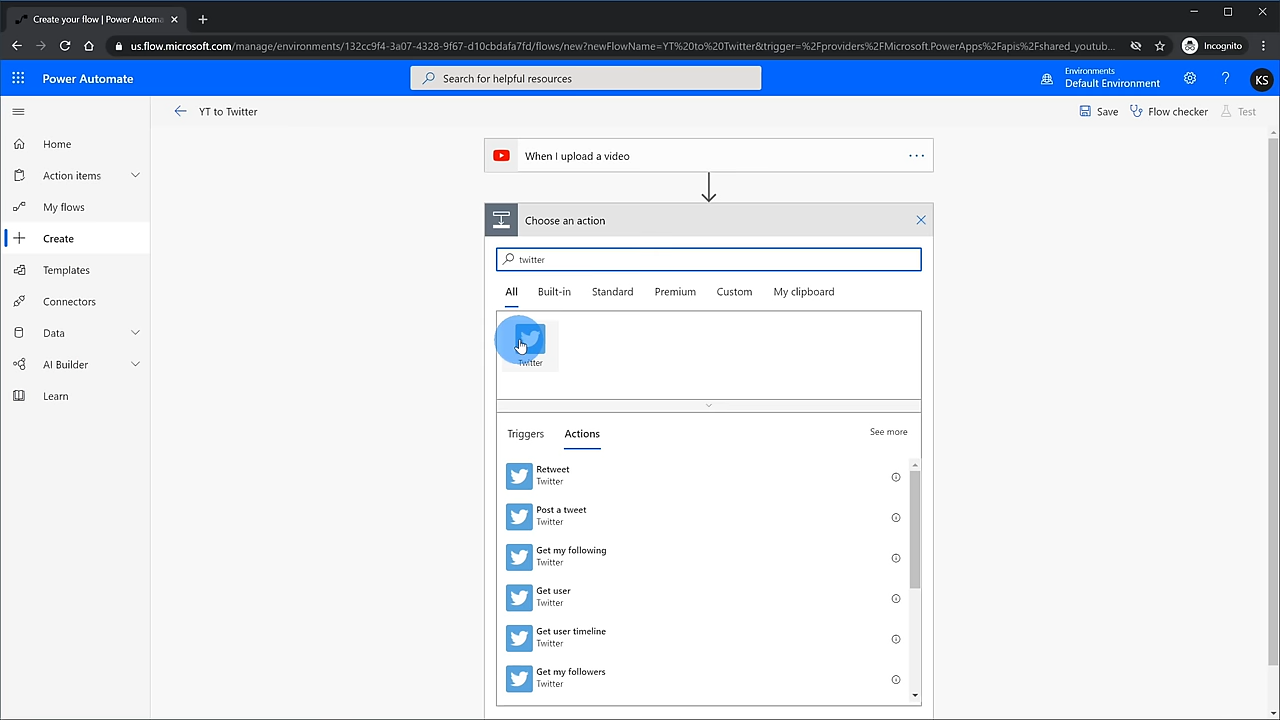 Create your flow | Power Automa
us.flow.microsoft.com/manage/environments/132cc9f4-3a07-4328-9f67-d10cbdafa7fd/flows/new?newFlowName=YT%20to%20Twitter&trigger=%2Fproviders%2FMicrosoft.PowerApps%2Fapis%2Fshared_youtub...
Incognito
Power Automate
Search for helpful resources
Environments
Default Environment
?
KS
YT to Twitter
Save
Flow checker
Test
Home
Action items
My flows
Create
Templates
Connectors
Data
AI Builder
Learn
When I upload a video
Choose an action
twitter
All
Built-in
Standard
Premium
Custom
My clipboard
Twitter
Triggers
Actions
See more
Retweet
Twitter
Post a tweet
Twitter
Get my following
Twitter
Get user
Twitter
Get user timeline
Twitter
Get my followers
Twitter